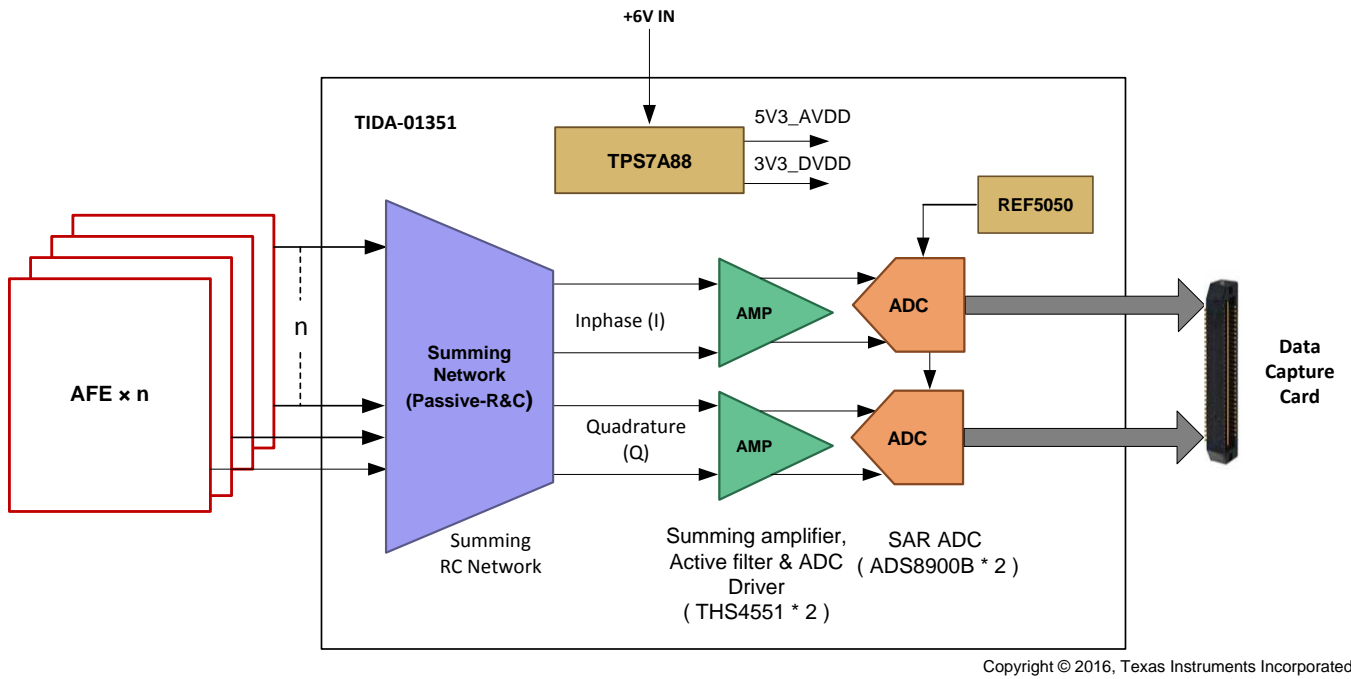 +6V IN
TIDA-01351
TPS7A88
5V3_AVDD
3V3_DVDD
REF5050
n
AFE × n
Summing
Network
(Passive-R&C)
Inphase (I)
Quadrature
(Q)
AMP
AMP
ADC
ADC
Data
Capture
Card
Summing
RC Network
Summing amplifier,
Active filter & ADC
Driver
( THS4551 * 2 )
SAR ADC
( ADS8900B * 2 )
Copyright © 2016, Texas Instruments Incorporated